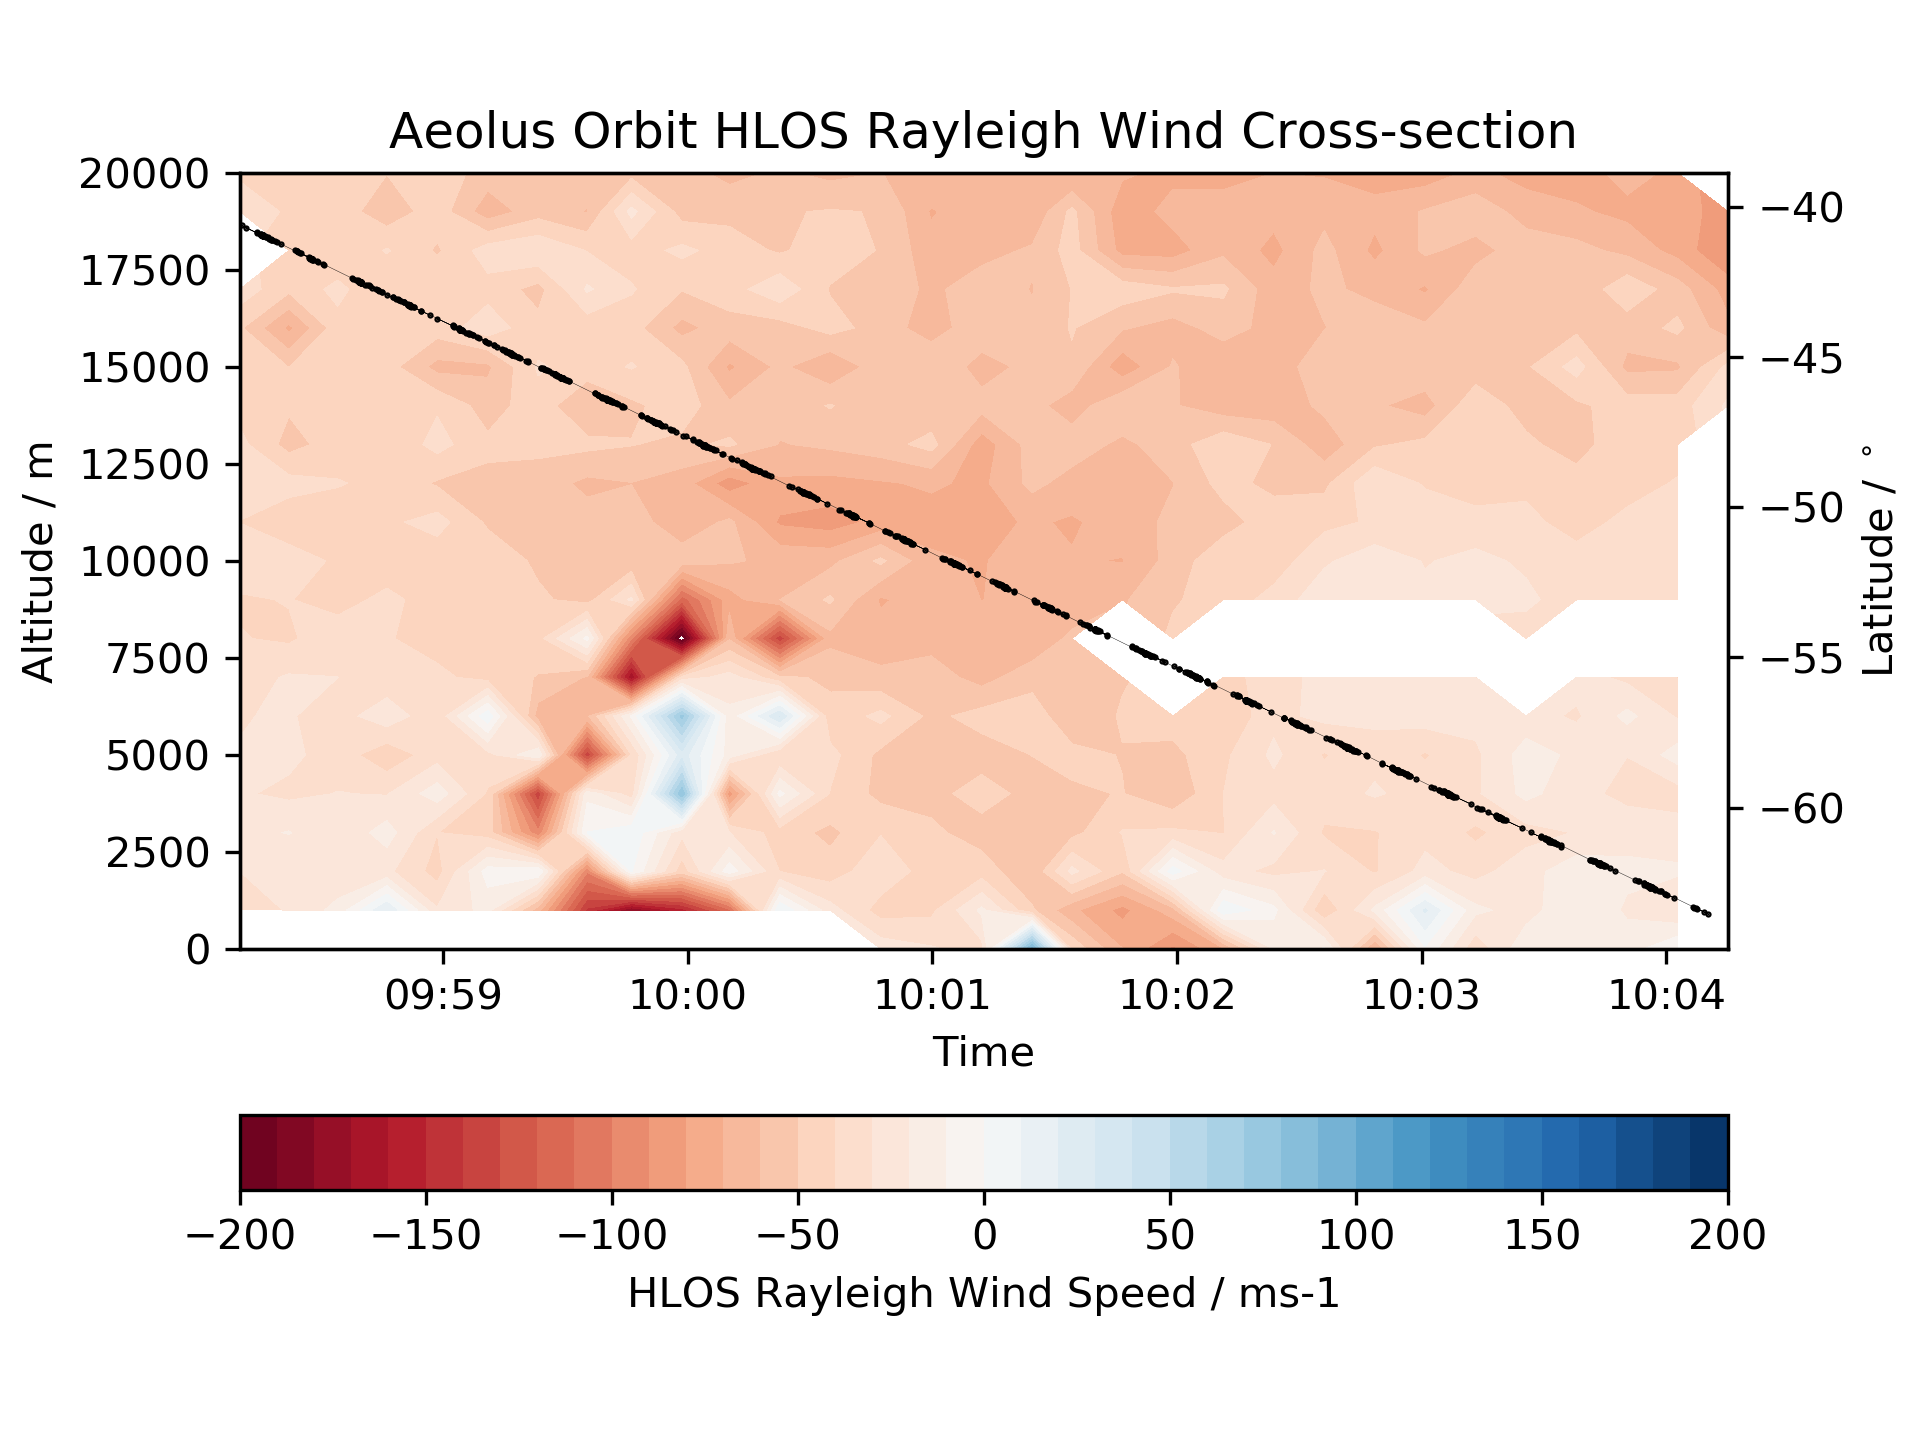 Aeolus Orbit HLOS Rayleigh Wind Cross-section
20000
17500
15000
12500
10000
7500
5000
2500
0
Altitude / m
−40
−45
−50
−55
−60
Latitude / °
09:59 10:00 10:01 10:02 10:03 10:04
Time
−200 −150 −100 −50 0 50 100 150 200
HLOS Rayleigh Wind Speed / ms-1